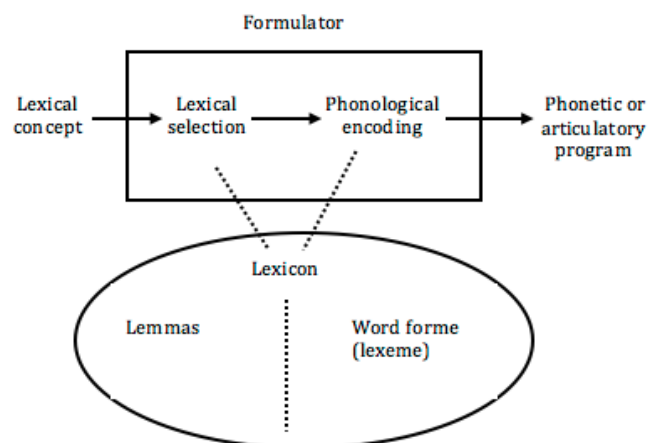 Formulator
Lexical
concept
Lexical
selection
Phonological
encoding
Phonetic or
articulatory
program
Lexicon
Lemmas
Word forme
(lexeme)